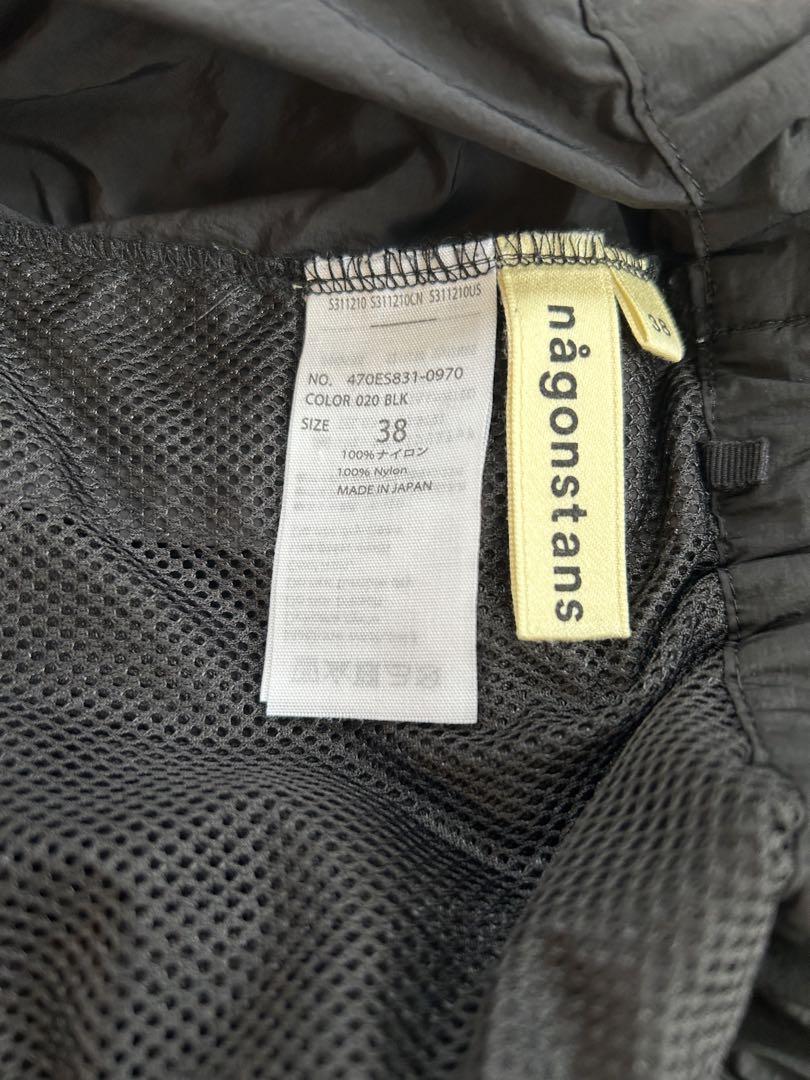 S311210 S311210CN S311210US
NO. 470ES831-0970
COLOR 020 BLK
SIZE 38
100%ナイロン
100% Nylon
MADE IN JAPAN
någonstans
38